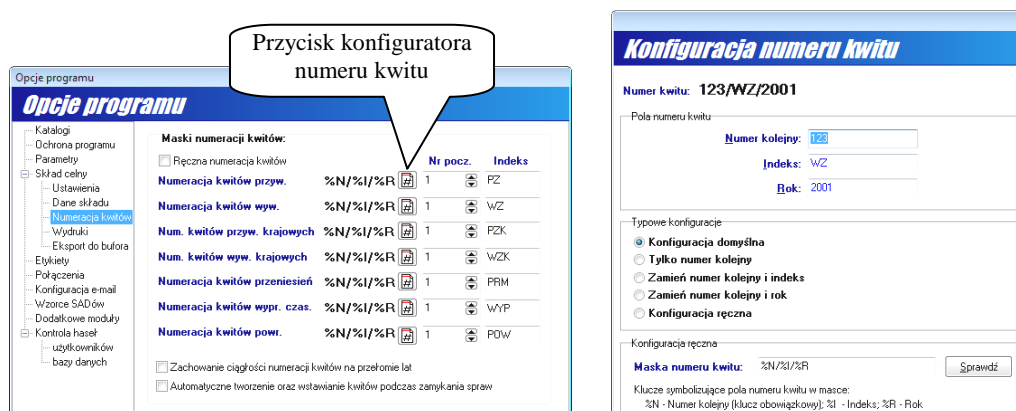 Przycisk konfiguratora
numeru kwitu
Opcje programu
Opcje programu
Katalogi
Ochrona programu
Parametry
Skład celny
Ustawienia
Dane składu
Numeracja kwitów
Wydruki
Eksport do bufora
Etykiety
Połączenia
Konfiguracja e-mail
Wzorce SADów
Dodatkowe moduły
Kontrola haseł
użytkowników
bazy danych
Maski numeracji kwitów:
Ręczna numeracja kwitów Nr pocz. Indeks
Numeracja kwitów przyw. %N/%I/%R 1 PZ
Numeracja kwitów wyw. %N/%I/%R 1 WZ
Num. kwitów przyw. krajowych %N/%I/%R 1 PZK
Num. kwitów wyw. krajowych %N/%I/%R 1 WZK
Numeracja kwitów przeniesień %N/%I/%R 1 PRM
Numeracja kwitów wypr. czas. %N/%I/%R 1 WYP
Numeracja kwitów powr. %N/%I/%R 1 POW
Zachowanie ciągłości numeracji kwitów na przełomie lat
Automatyczne tworzenie oraz wstawianie kwitów podczas zamykania spraw
Konfiguracja numeru kwitu
Numer kwitu: 123/WZ/2001
Pola numeru kwitu
Numer kolejny: 123
Indeks: WZ
Rok: 2001
Typowe konfiguracje
Konfiguracja domyślna
Tylko numer kolejny
Zamień numer kolejny i indeks
Zamień numer kolejny i rok
Konfiguracja ręczna
Konfiguracja ręczna
Maska numeru kwitu: %N/%I/%R Sprawdź
Klucze symbolizujące pola numeru kwitu w masce:
%N - Numer kolejny (klucz obowiązkowy); %I - Indeks; %R - Rok